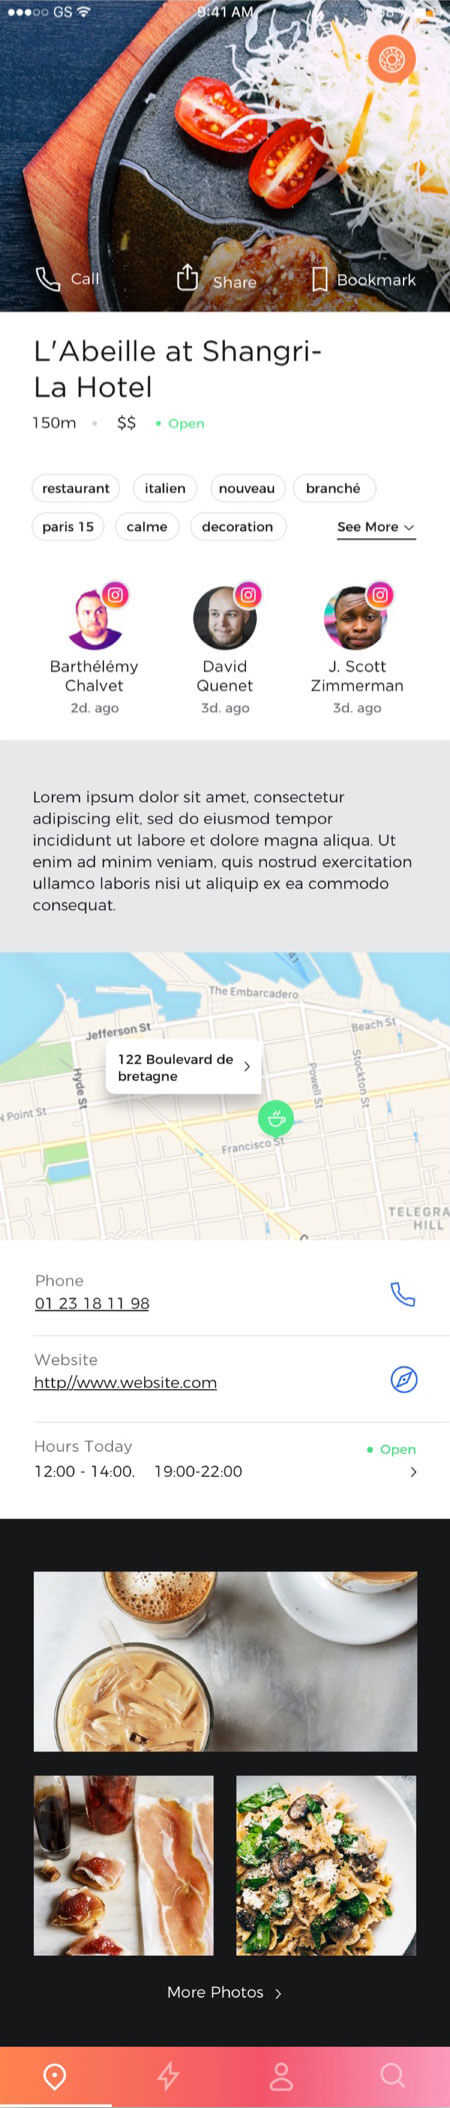 GS 9:41 AM
Call Share Bookmark
L'Abeille at Shangri-
La Hotel
150m $$ Open
restaurant italien nouveau branché
paris 15 calme decoration See More
Barthélémy
Chalvet
2d. ago
David
Quenet
3d. ago
J. Scott
Zimmerman
3d. ago
Lorem ipsum dolor sit amet, consectetur
adipiscing elit, sed do eiusmod tempor
incididunt ut labore et dolore magna aliqua. Ut
enim ad minim veniam, quis nostrud exercitation
ullamco laboris nisi ut aliquip ex ea commodo
consequat.
41
The Embarcadero
Jefferson St
Beach St
122 Boulevard de
bretagne
Hyde St
Powell St
Stockton St
N Point St
Francisco St
TELEGRA
HILL
Phone
01 23 18 11 98
Website
http//www.website.com
Hours Today
Open
12:00 - 14:00. 19:00-22:00
More Photos